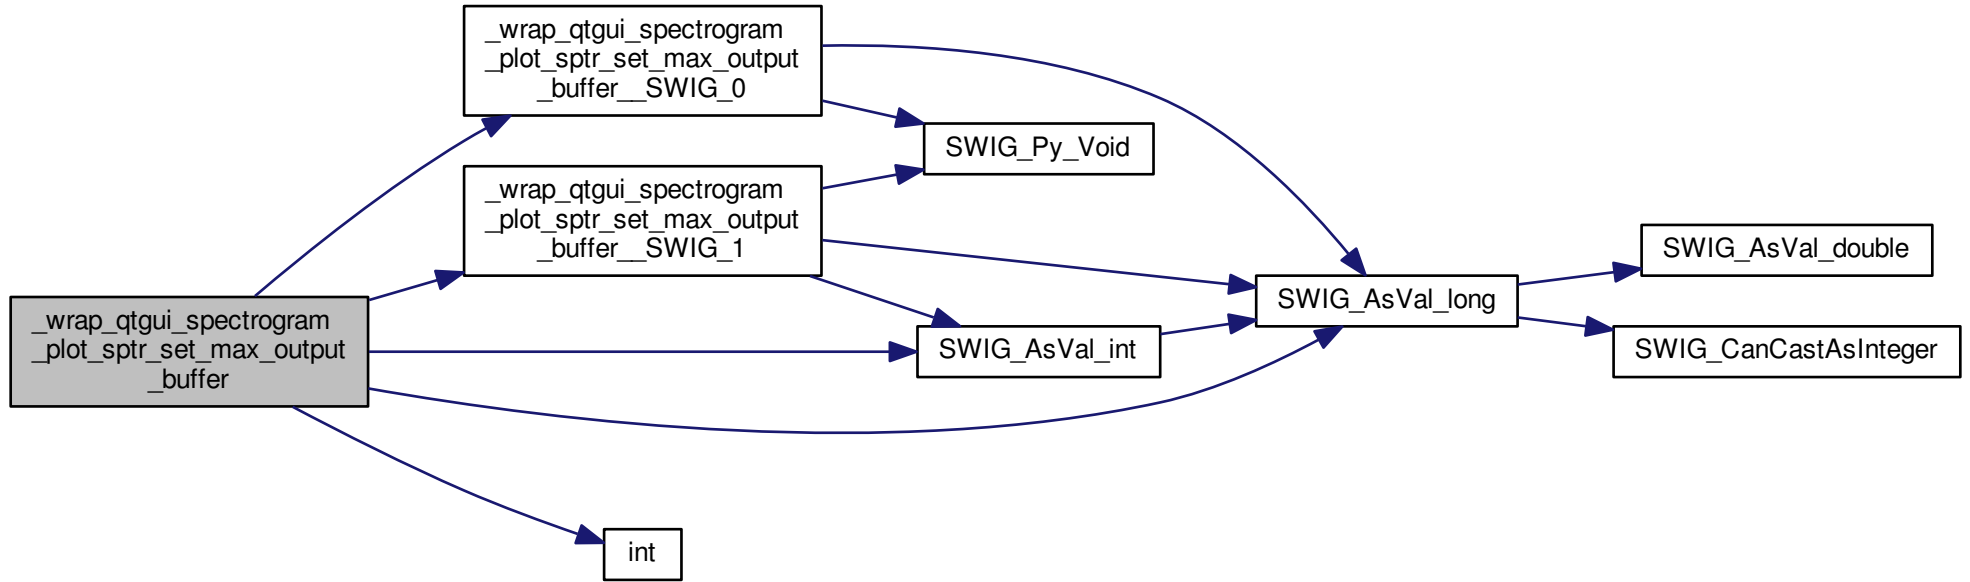 _wrap_qtgui_spectrogram
_plot_sptr_set_max_output
_buffer__SWIG_0
SWIG_Py_Void
_wrap_qtgui_spectrogram
_plot_sptr_set_max_output
_buffer__SWIG_1
SWIG_AsVal_double
SWIG_AsVal_long
_wrap_qtgui_spectrogram
_plot_sptr_set_max_output
_buffer
SWIG_AsVal_int
SWIG_CanCastAsInteger
int